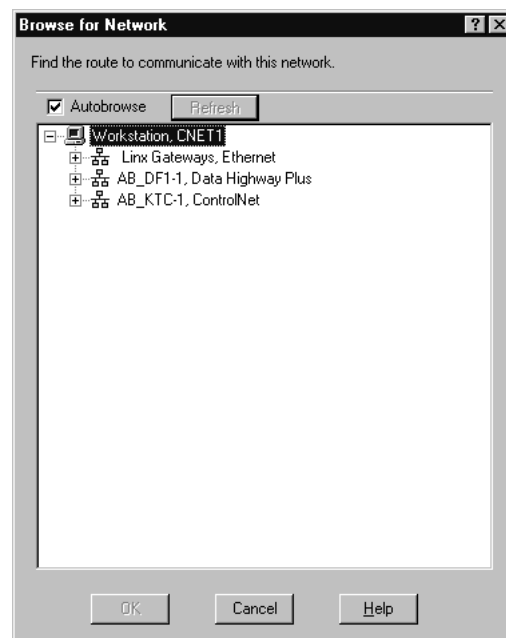 Browse for Network
Find the route to communicate with this network.
Autobrowse Refresh
Workstation, CNET1
Linx Gateways, Ethernet
AB_DF1-1, Data Highway Plus
AB_KTC-1, ControlNet
OK Cancel Help